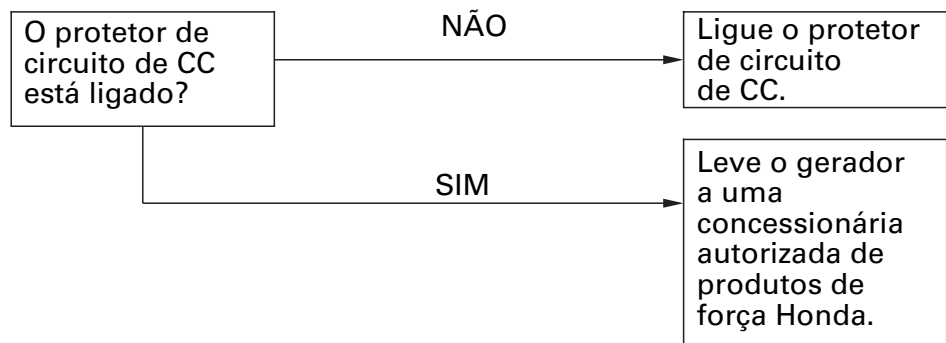 O protetor de
circuito de CC
está ligado?
NÃO
Ligue o protetor
de circuito
de CC.
SIM
Leve o gerador
a uma
concessionária
autorizada de
produtos de
força Honda.